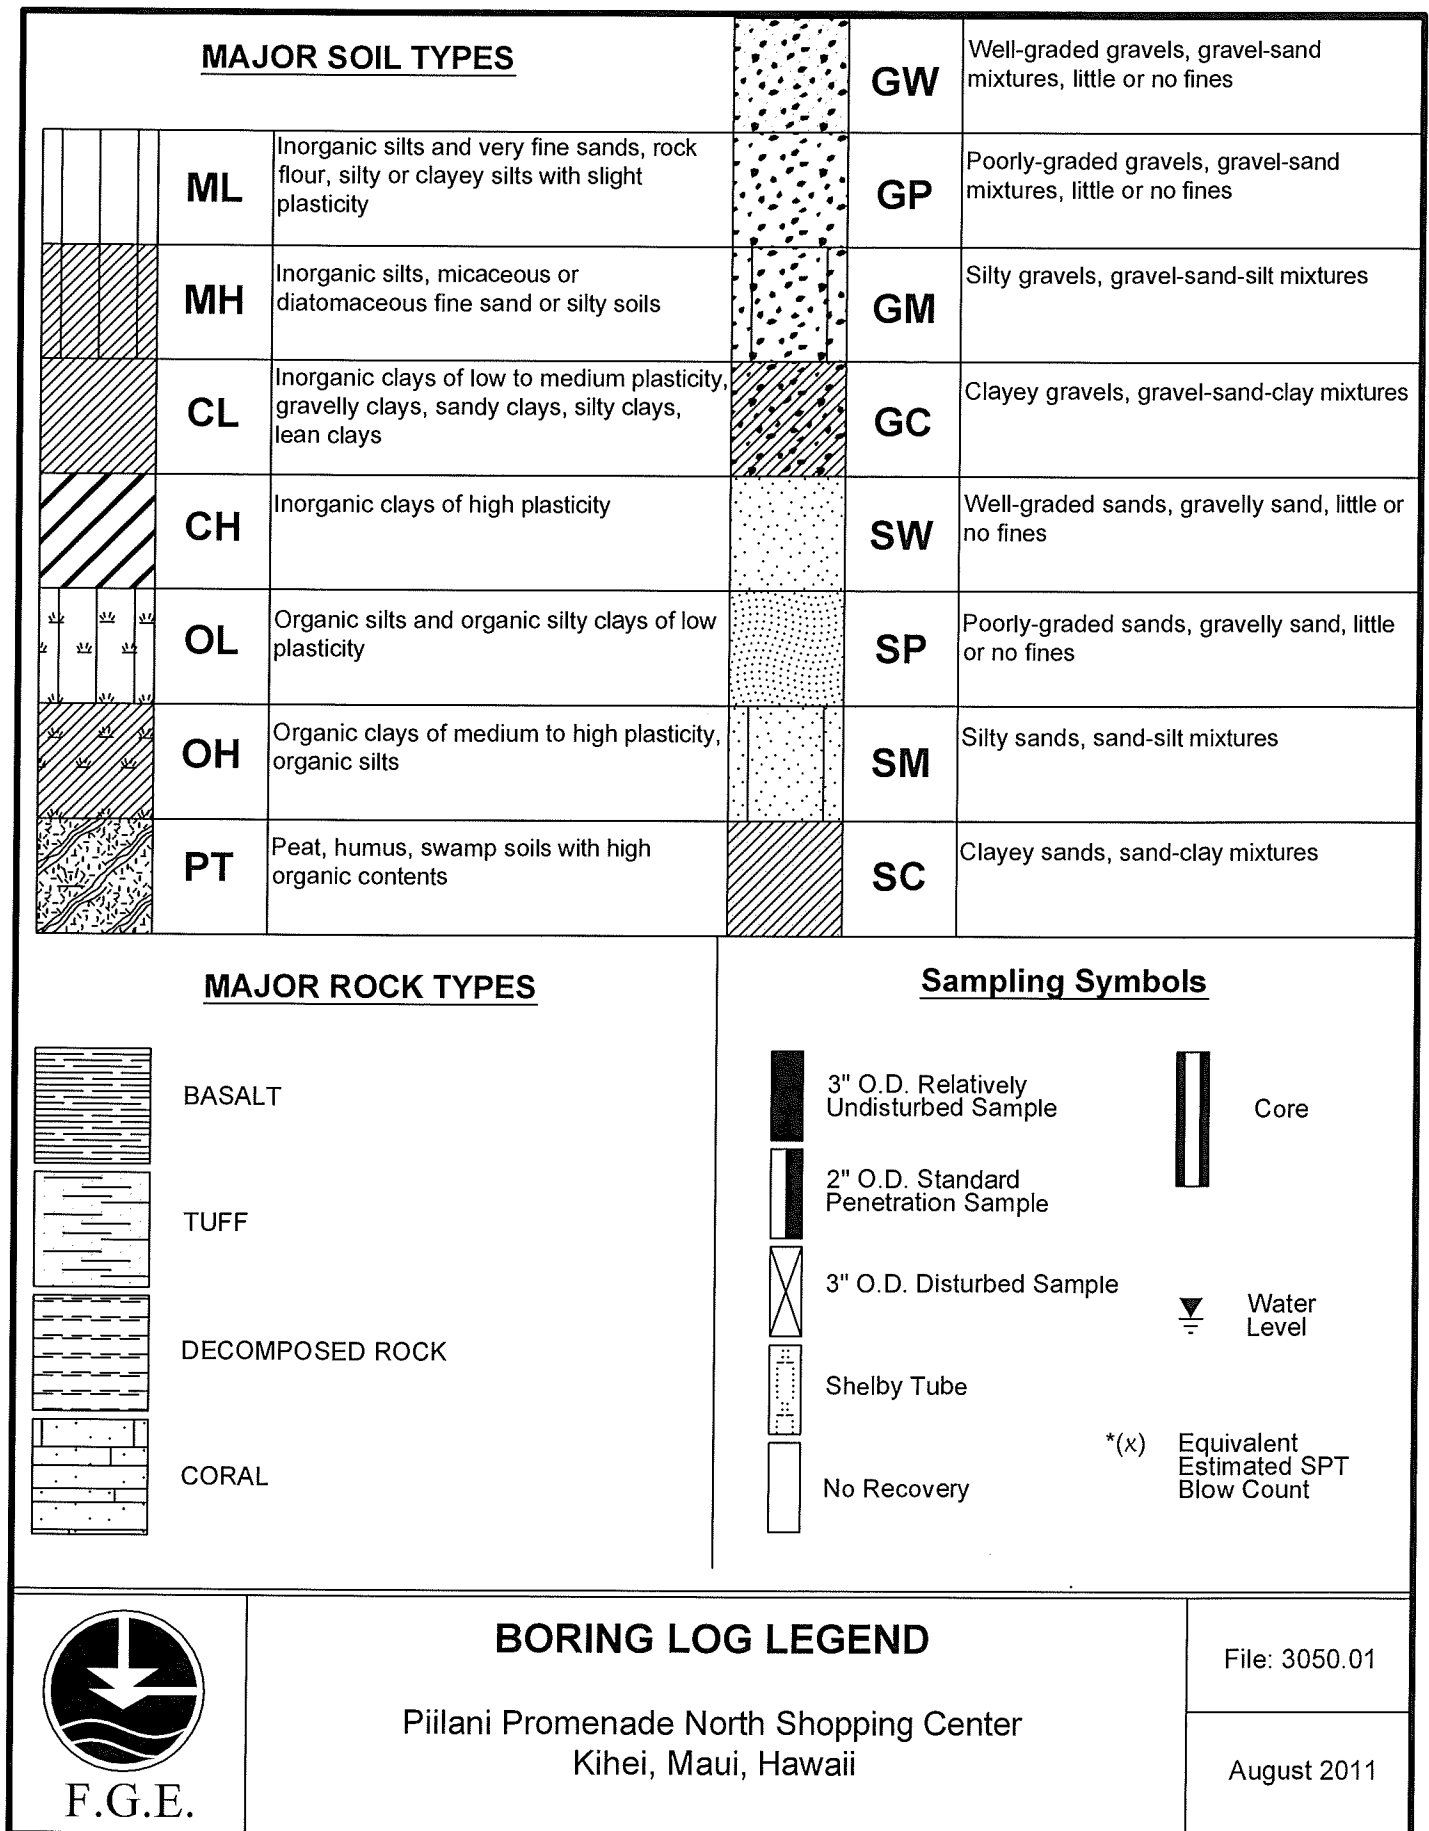 MAJOR SOIL TYPES
ML
Inorganic silts and very fine sands, rock
flour, silty or clayey silts with slight
plasticity
MH
Inorganic silts, micaceous or
diatomaceous fine sand or silty soils
CL
Inorganic clays of low to medium plasticity,
gravelly clays, sandy clays, silty clays,
lean clays
CH
Inorganic clays of high plasticity
OL
Organic silts and organic silty clays of low
plasticity
OH
Organic clays of medium to high plasticity,
organic silts
PT
Peat, humus, swamp soils with high
organic contents
GW
Well-graded gravels, gravel-sand
mixtures, little or no fines
GP
Poorly-graded gravels, gravel-sand
mixtures, little or no fines
GM
Silty gravels, gravel-sand-silt mixtures
GC
Clayey gravels, gravel-sand-clay mixtures
SW
Well-graded sands, gravelly sand, little or
no fines
SP
Poorly-graded sands, gravelly sand, little
or no fines
SM
Silty sands, sand-silt mixtures
SC
Clayey sands, sand-clay mixtures
MAJOR ROCK TYPES
BASALT
TUFF
DECOMPOSED ROCK
CORAL
Sampling Symbols
3" O.D. Relatively
Undisturbed Sample
2" O.D. Standard
Penetration Sample
3" O.D. Disturbed Sample
Shelby Tube
No Recovery
Core
Water
Level
*(x) Equivalent
Estimated SPT
Blow Count
F.G.E.
BORING LOG LEGEND
Piilani Promenade North Shopping Center
Kihei, Maui, Hawaii
File: 3050.01
August 2011